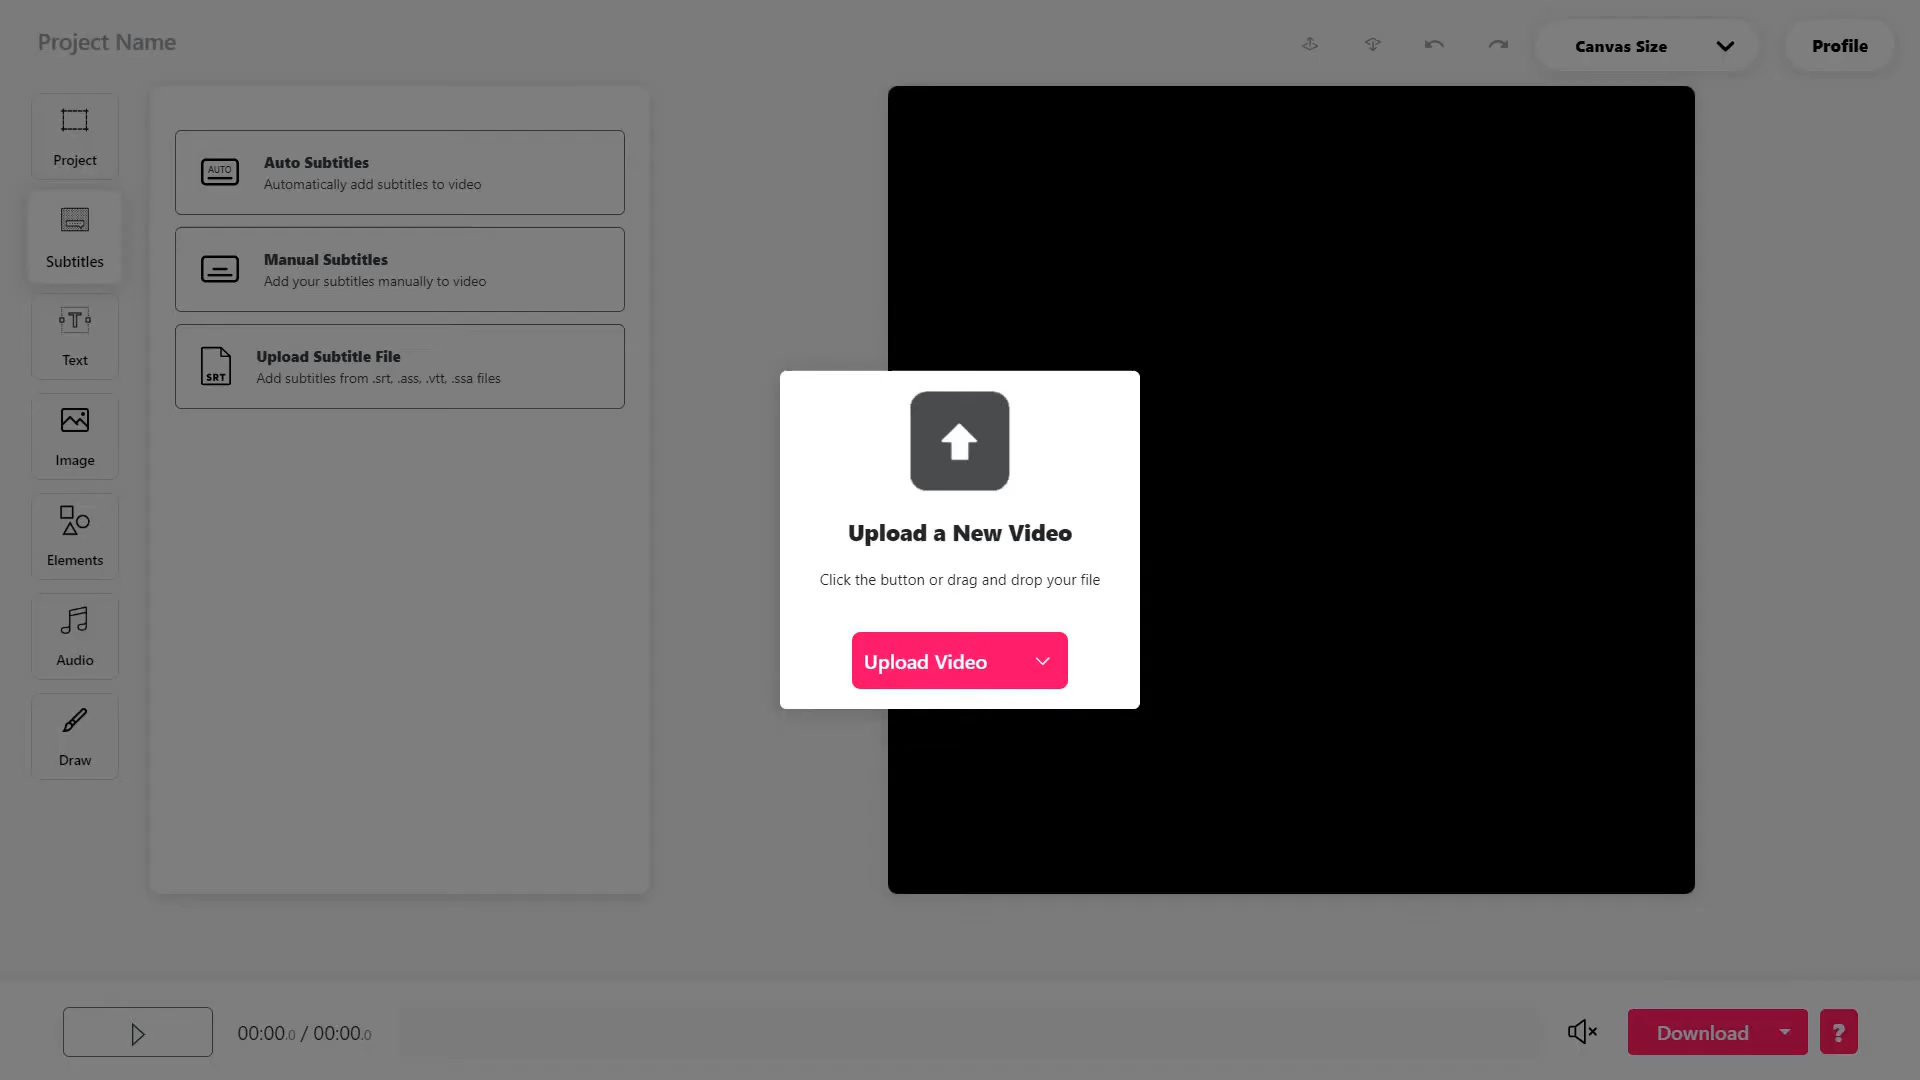 Project Name
Canvas Size
Profile
Project
Subtitles
Text
Image
Elements
Audio
Draw
AUTO
Auto Subtitles
Automatically add subtitles to video
Manual Subtitles
Add your subtitles manually to video
SRT
Upload Subtitle File
Add subtitles from .srt, .ass, .vtt, .ssa files
Upload a New Video
Click the button or drag and drop your file
Upload Video
00:00.0 / 00:00.0
Download
?